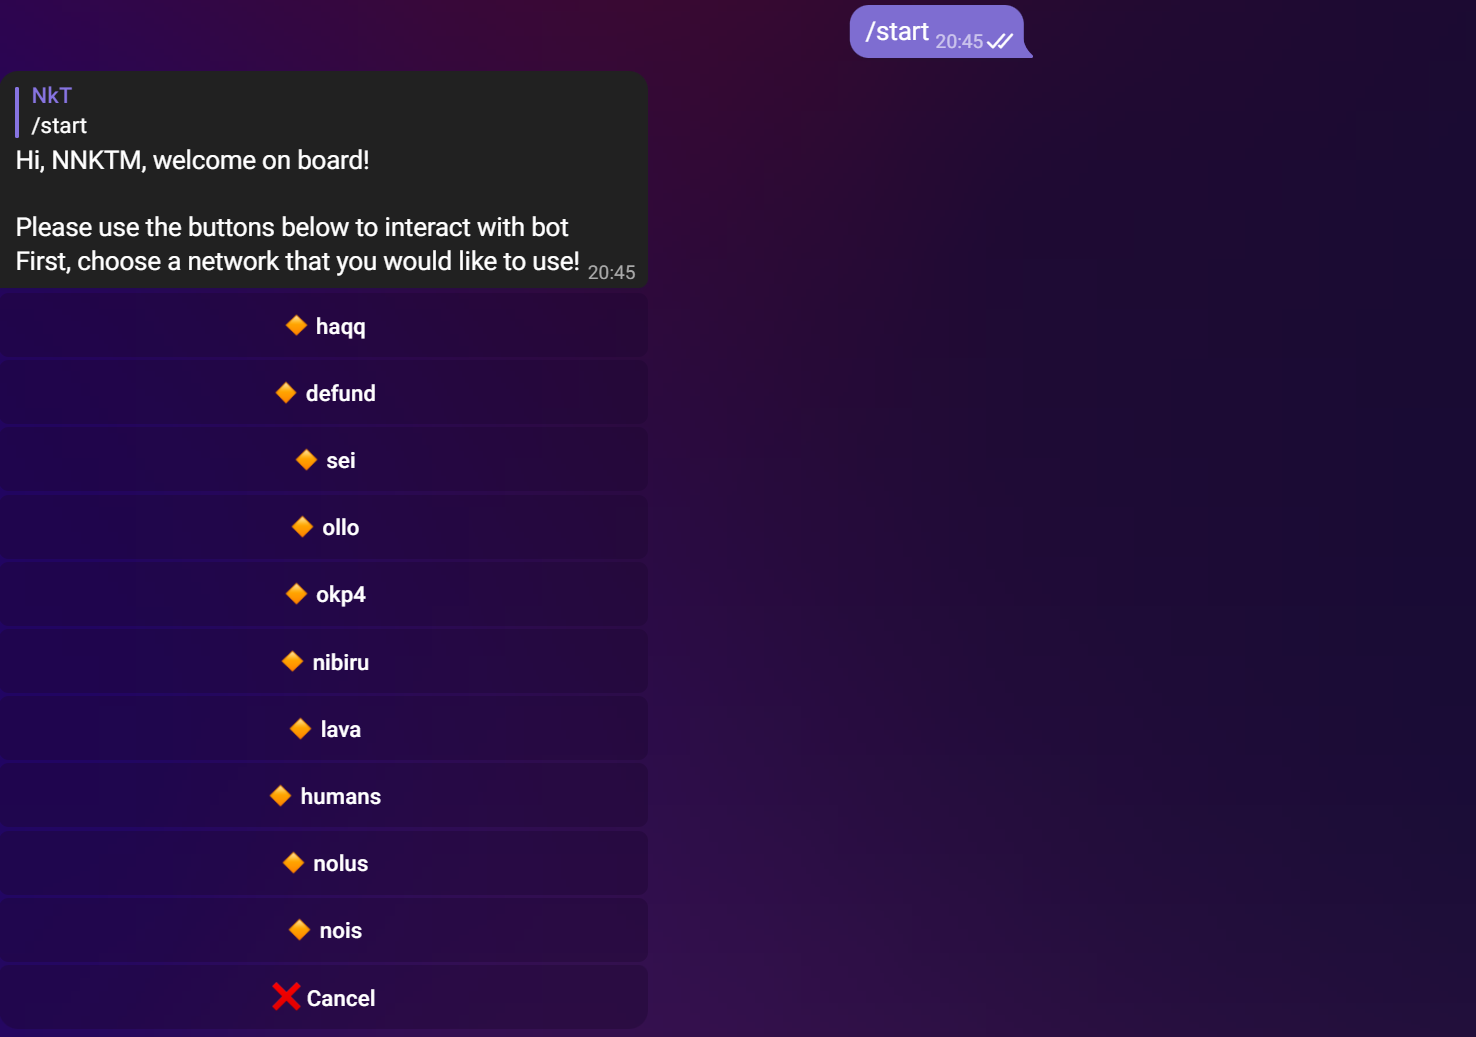 /start 20:45
NkT
/start
Hi, NNKTM, welcome on board!
Please use the buttons below to interact with bot
First, choose a network that you would like to use! 20:45
haqq
defund
sei
ollo
okp4
nibiru
lava
humans
nolus
nois
Cancel